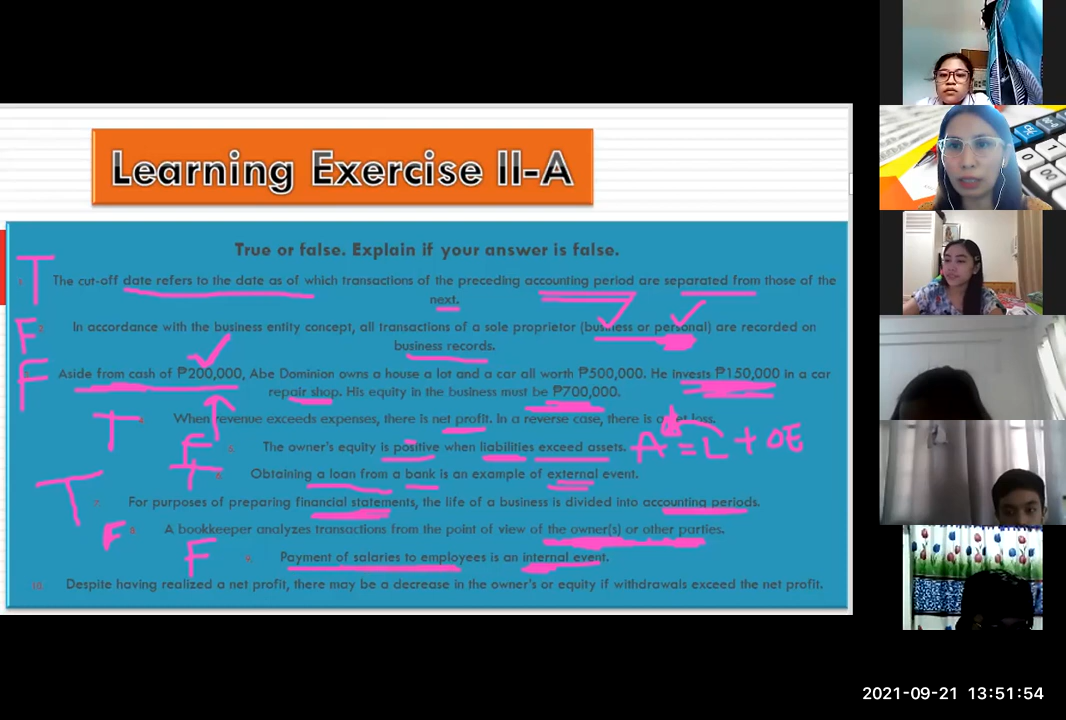 Learning Exercise II-A
True or false. Explain if your answer is false.
T 1. The cut-off date refers to the date as of which transactions of the preceding accounting period are separated from those of the
next.
F 2. In accordance with the business entity concept, all transactions of a sole proprietor (business or personal) are recorded on
business records.
F Aside from cash of ₱200,000, Abe Dominion owns a house a lot and a car all worth ₱500,000. He invests ₱150,000 in a car
repair shop. His equity in the business must be ₱700,000.
T 4. When revenue exceeds expenses, there is net profit. In a reverse case, there is a net loss.
F 5. The owner's equity is positive when liabilities exceed assets. A = L + OE
T 6. Obtaining a loan from a bank is an example of external event.
T 7. For purposes of preparing financial statements, the life of a business is divided into accounting periods.
F 8. A bookkeeper analyzes transactions from the point of view of the owner(s) or other parties.
F 9. Payment of salaries to employees is an internal event.
10. Despite having realized a net profit, there may be a decrease in the owner's or equity if withdrawals exceed the net profit.
2021-09-21 13:51:54